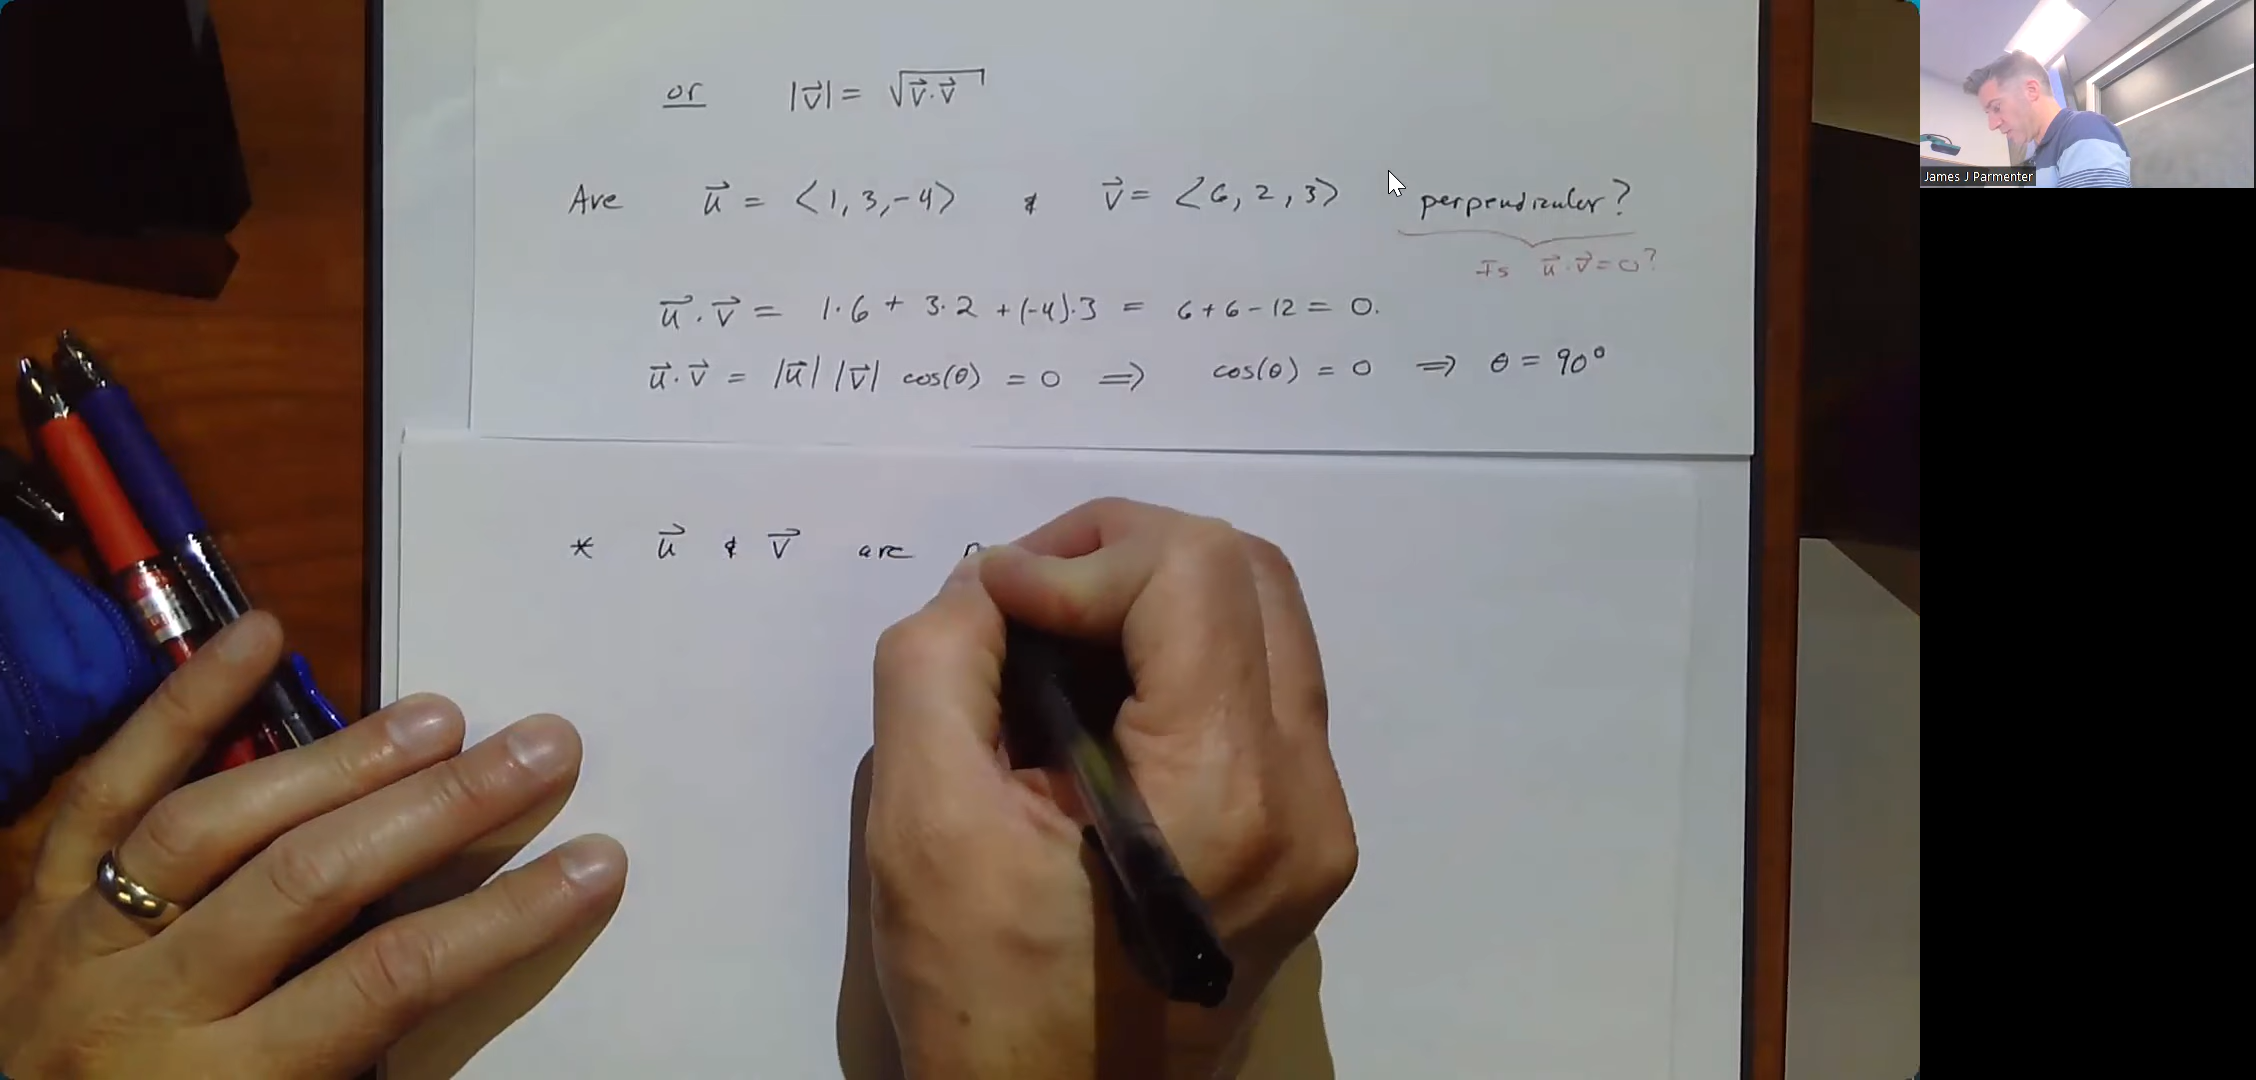 or |v⃗| = √v⃗·v⃗
Are u⃗ = <1, 3, -4> & v⃗ = <6, 2, 3> perpendicular?
Is u⃗·v⃗ = 0?
u⃗·v⃗ = 1·6 + 3·2 + (-4)·3 = 6 + 6 - 12 = 0.
u⃗·v⃗ = |u⃗| |v⃗| cos(θ) = 0 ⟹ cos(θ) = 0 ⟹ θ = 90°
* u⃗ & v⃗ are
James J Parmenter